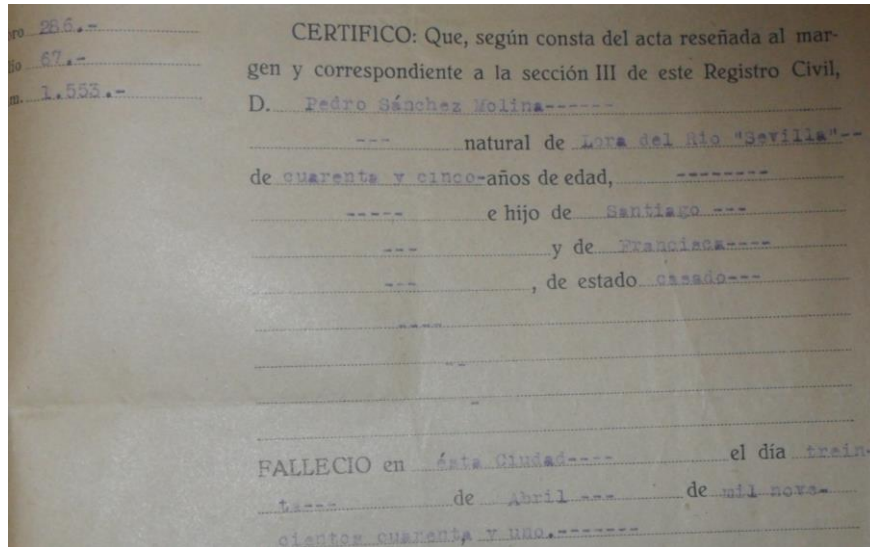 286.-
67.-
1.553.-
CERTIFICO: Que, según consta del acta reseñada al mar-
gen y correspondiente a la sección III de este Registro Civil,
D. Pedro Sánchez Molina------
--- natural de Lora del Rio "Sevilla"--
de cuarenta y cinco-años de edad, --------
----- e hijo de Santiago ---
--- y de Francisca----
--- , de estado casado---
----
--
-
FALLECIO en ésta Ciudad---- el día trein-
ta--- de Abril --- de mil nove-
cientos cuarenta y uno.-------